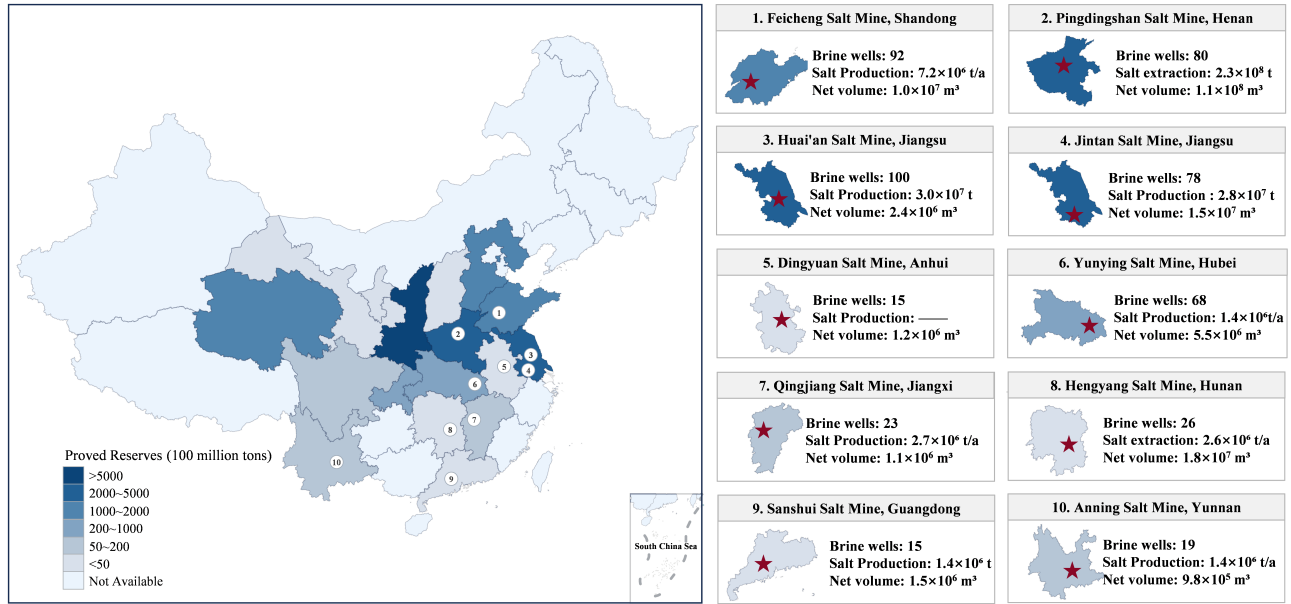 Proved Reserves (100 million tons)
>5000
2000~5000
1000~2000
200~1000
50~200
<50
Not Available
1
2
3
4
5
6
7
8
9
10
South China Sea
1. Feicheng Salt Mine, Shandong
Brine wells: 92
Salt Production: 7.2×10⁶ t/a
Net volume: 1.0×10⁷ m³
2. Pingdingshan Salt Mine, Henan
Brine wells: 80
Salt extraction: 2.3×10⁸ t
Net volume: 1.1×10⁸ m³
3. Huai'an Salt Mine, Jiangsu
Brine wells: 100
Salt Production: 3.0×10⁷ t
Net volume: 2.4×10⁶ m³
4. Jintan Salt Mine, Jiangsu
Brine wells: 78
Salt Production : 2.8×10⁷ t
Net volume: 1.5×10⁷ m³
5. Dingyuan Salt Mine, Anhui
Brine wells: 15
Salt Production: ——
Net volume: 1.2×10⁶ m³
6. Yunying Salt Mine, Hubei
Brine wells: 68
Salt Production: 1.4×10⁶t/a
Net volume: 5.5×10⁶ m³
7. Qingjiang Salt Mine, Jiangxi
Brine wells: 23
Salt Production: 2.7×10⁶ t/a
Net volume: 1.1×10⁶ m³
8. Hengyang Salt Mine, Hunan
Brine wells: 26
Salt extraction: 2.6×10⁶ t/a
Net volume: 1.8×10⁷ m³
9. Sanshui Salt Mine, Guangdong
Brine wells: 15
Salt Production: 1.4×10⁶ t
Net volume: 1.5×10⁶ m³
10. Anning Salt Mine, Yunnan
Brine wells: 19
Salt Production: 1.4×10⁶ t/a
Net volume: 9.8×10⁵ m³